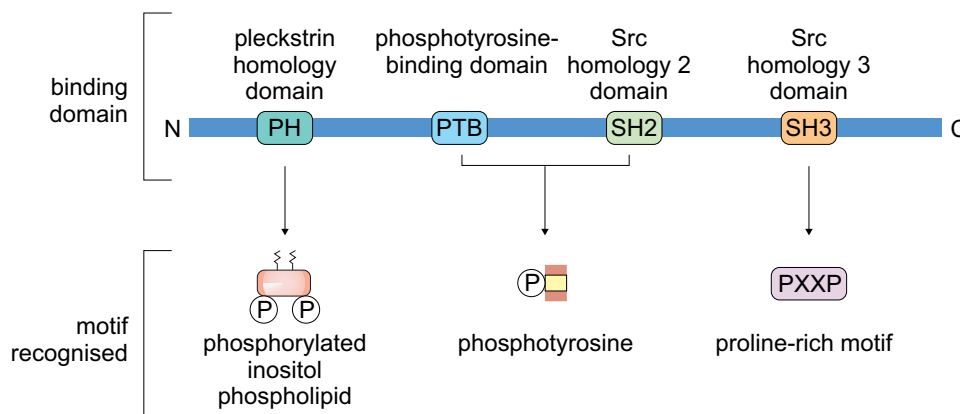 pleckstrin
homology
domain
phosphotyrosine-
binding domain
Src
homology 2
domain
Src
homology 3
domain
binding
domain
N
PH
PTB
SH2
SH3
C
motif
recognised
P
P
phosphorylated
inositol
phospholipid
P
phosphotyrosine
PXXP
proline-rich motif